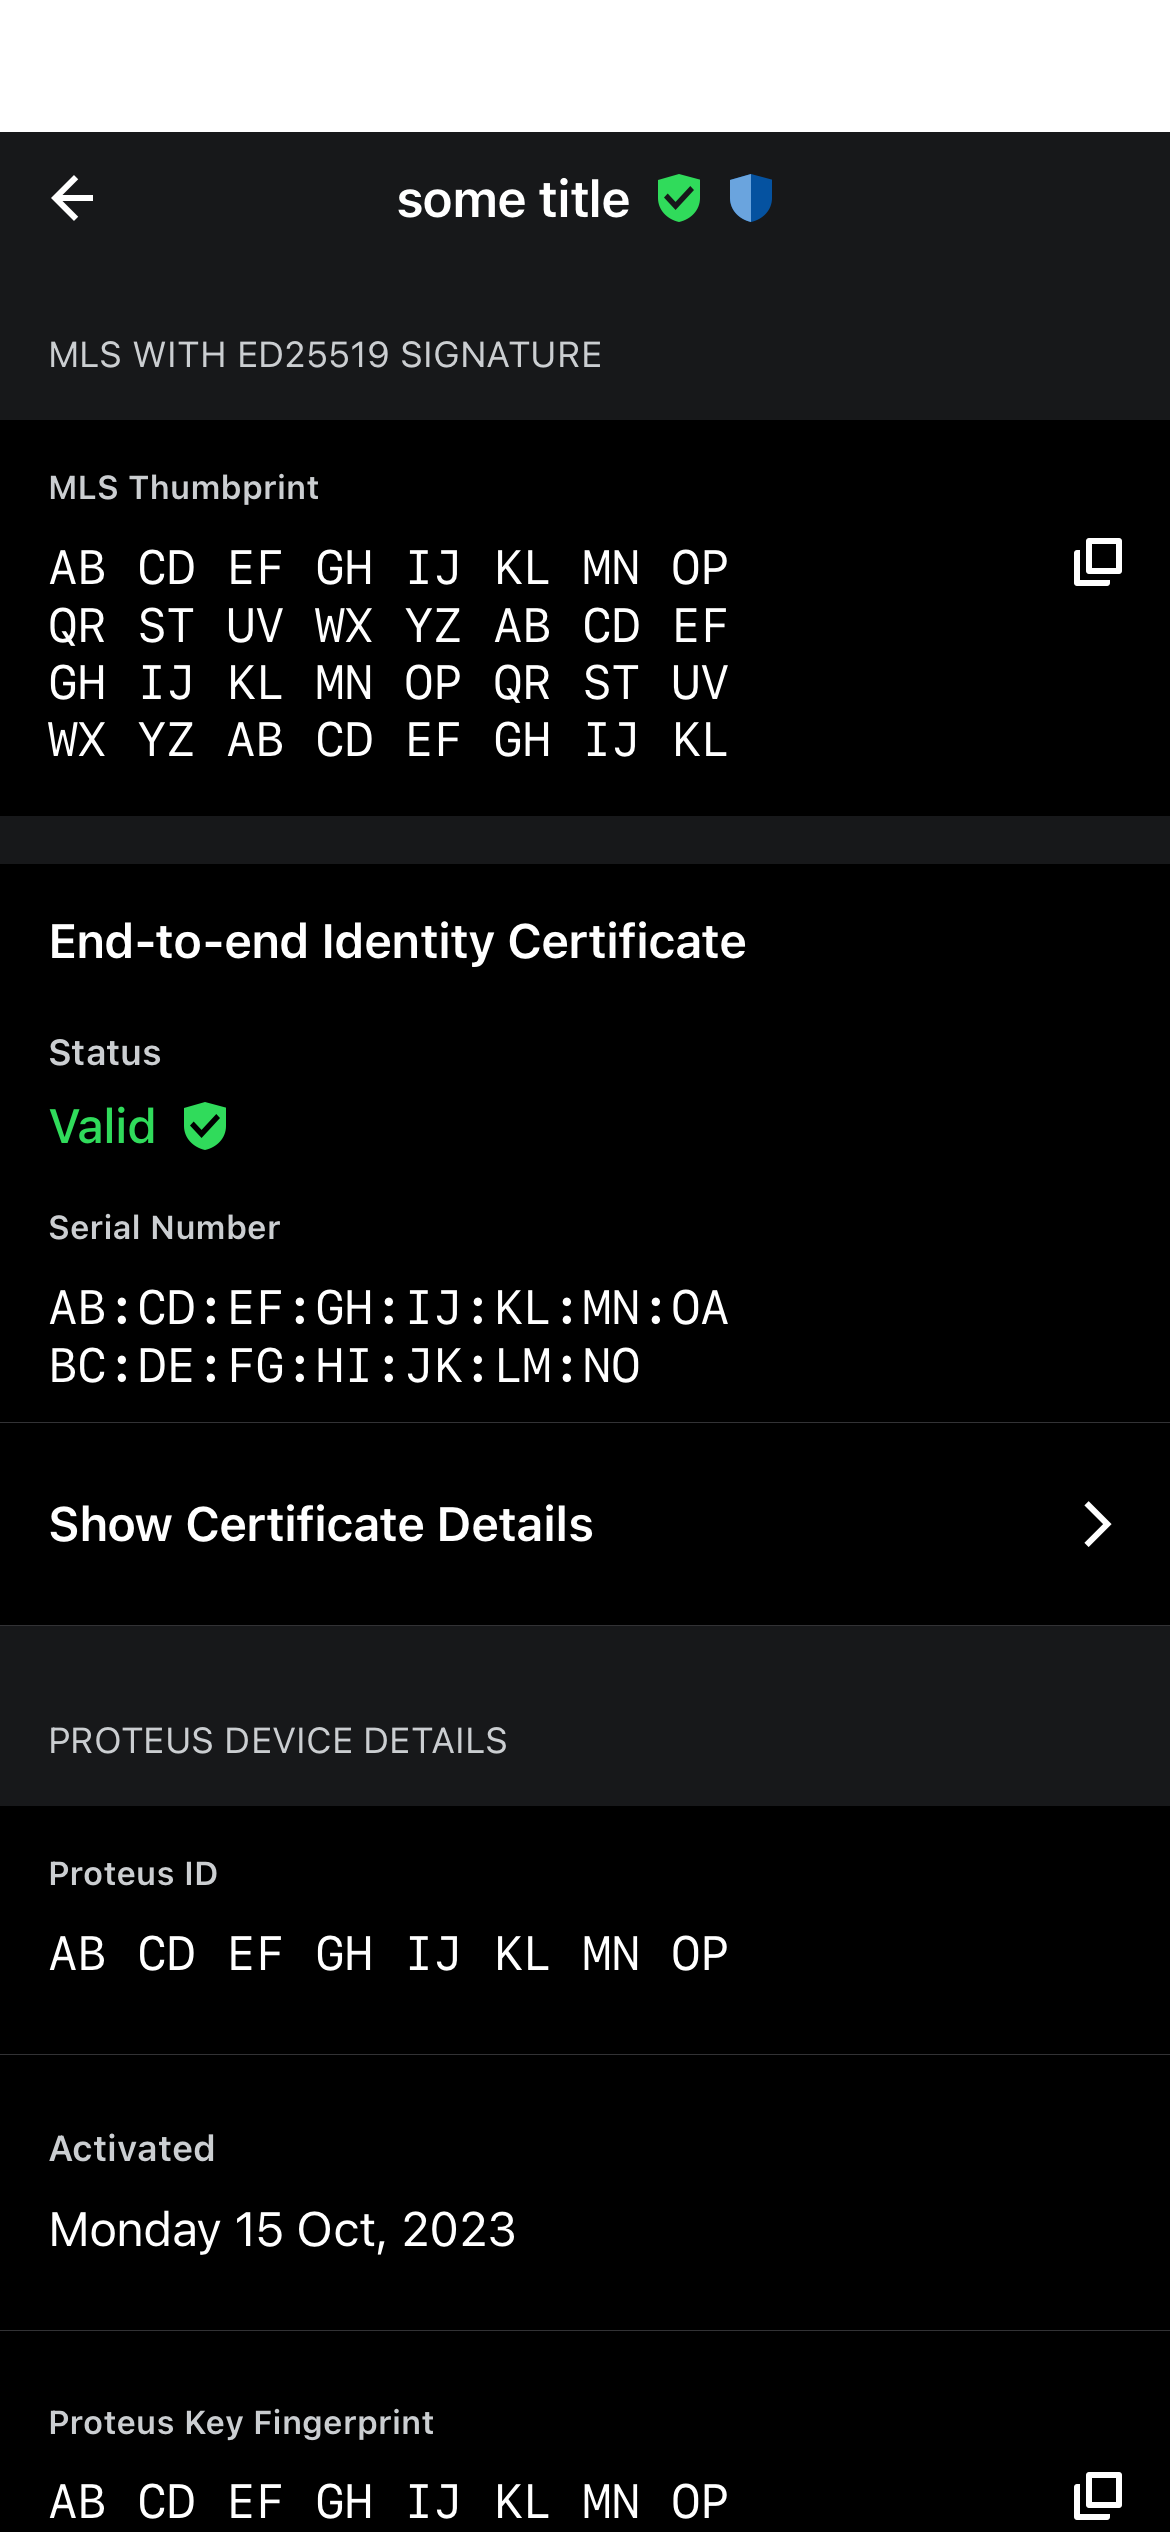 some title
MLS WITH ED25519 SIGNATURE
MLS Thumbprint
AB CD EF GH IJ KL MN OP
QR ST UV WX YZ AB CD EF
GH IJ KL MN OP QR ST UV
WX YZ AB CD EF GH IJ KL
End-to-end Identity Certificate
Status
Valid
Serial Number
AB:CD:EF:GH:IJ:KL:MN:OA
BC:DE:FG:HI:JK:LM:NO
Show Certificate Details
PROTEUS DEVICE DETAILS
Proteus ID
AB CD EF GH IJ KL MN OP
Activated
Monday 15 Oct, 2023
Proteus Key Fingerprint
AB CD EF GH IJ KL MN OP